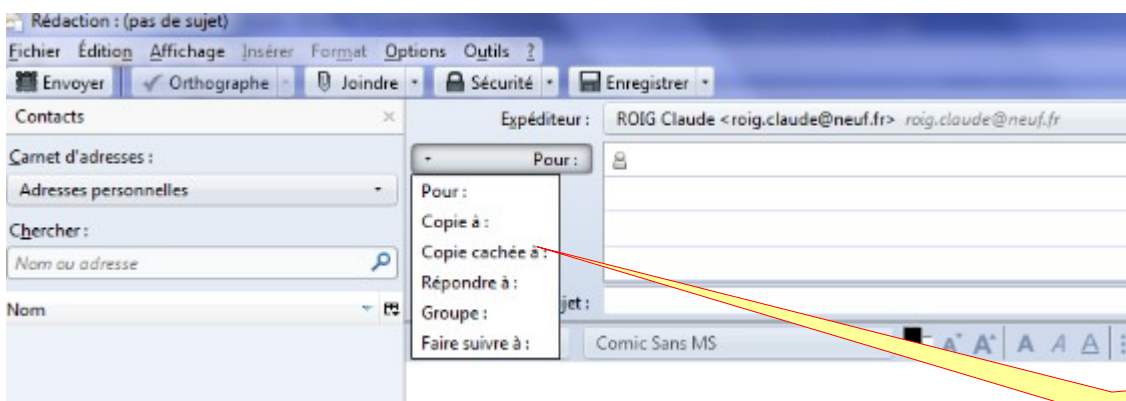 Rédaction : (pas de sujet)
Fichier Édition Affichage Insérer Format Options Outils ?
Envoyer Orthographe Joindre Sécurité Enregistrer
Contacts
Expéditeur : ROIG Claude <roig.claude@neuf.fr> roig.claude@neuf.fr
Carnet d'adresses :
Pour :
Adresses personnelles
Pour :
Copie à :
Chercher :
Copie cachée à :
Nom ou adresse
Répondre à :
Nom
Groupe :
jet :
Faire suivre à :
Comic Sans MS
A A A A A